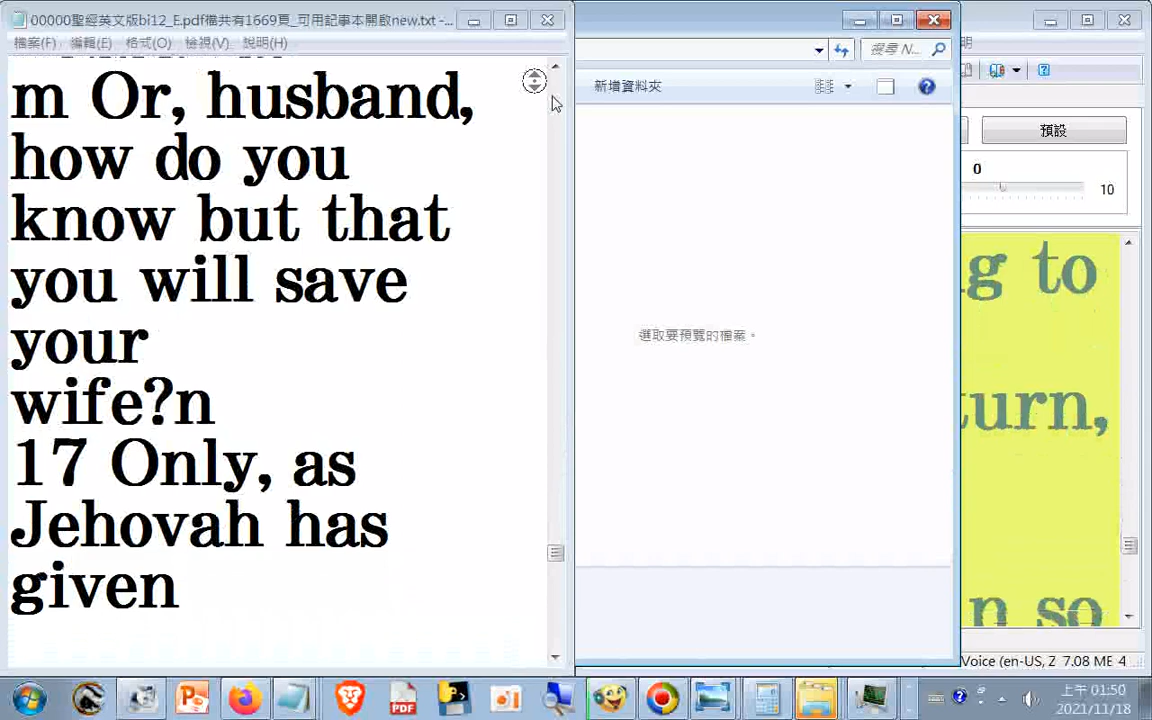 00000聖經英文版bi12_E.pdf檔共有1669頁_可用記事本開啟new.txt -...
檔案(F) 編輯(E) 格式(O) 檢視(V) 說明(H)
m Or, husband,
how do you
know but that
you will save
your
wife?n
17 Only, as
Jehovah has
given
搜尋 N...
新增資料夾
選取要預覽的檔案。
明
預設
0
10
g to
turn,
n so
Voice (en-US, Z 7.08 ME 4
PDF
上午 01:50
2021/11/18